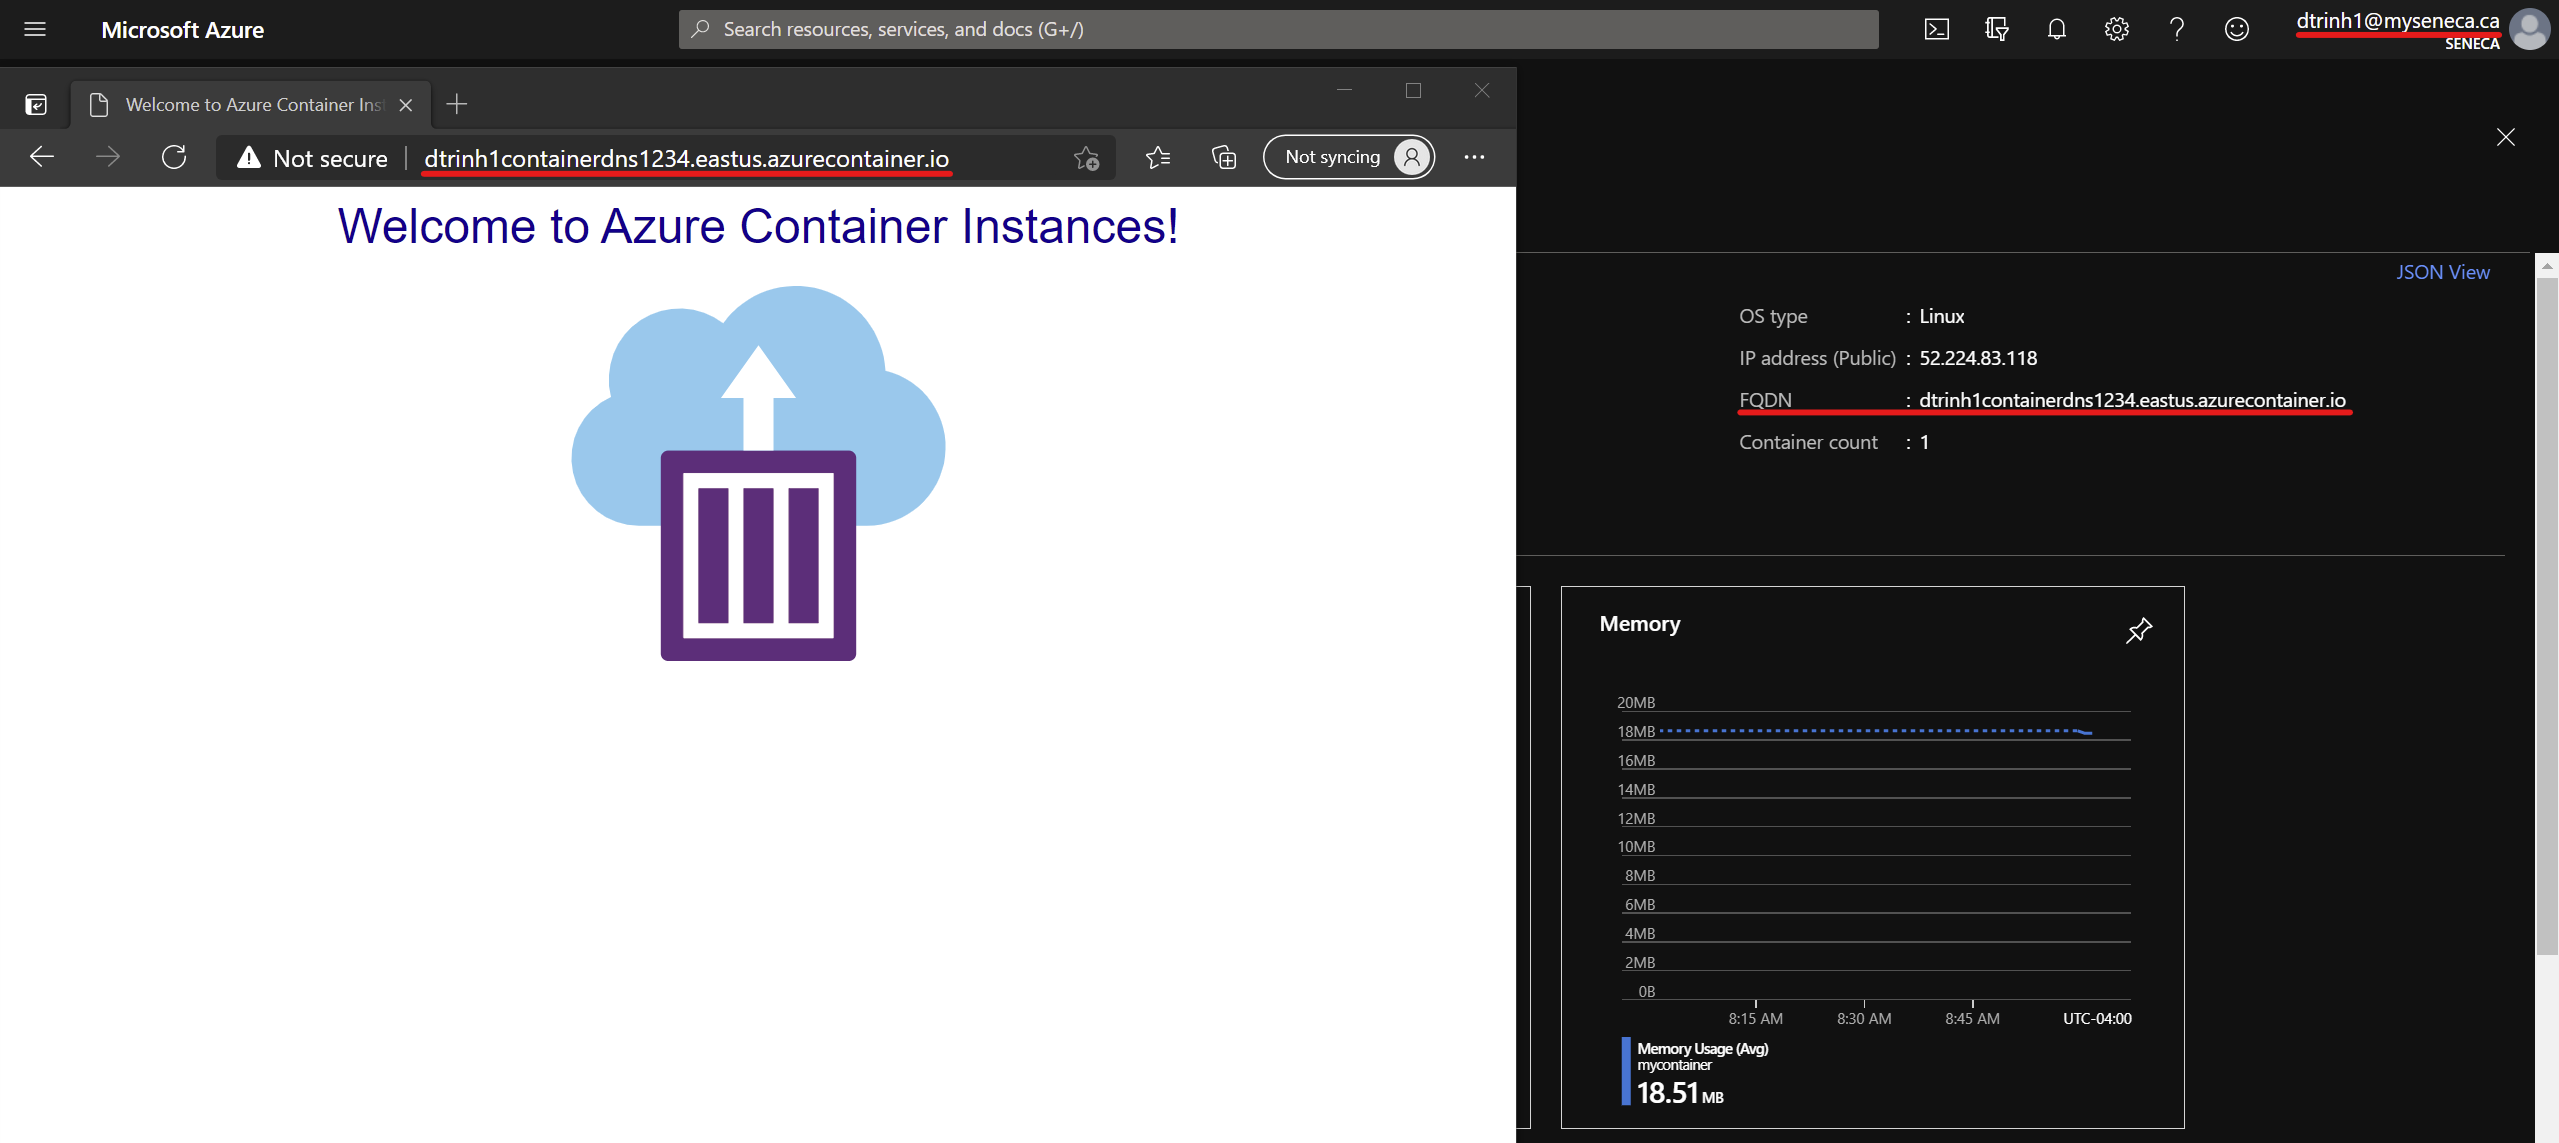 Microsoft Azure
Search resources, services, and docs (G+/)
dtrinh1@myseneca.ca
SENECA
Welcome to Azure Container Inst
Not secure
dtrinh1containerdns1234.eastus.azurecontainer.io
Not syncing
Welcome to Azure Container Instances!
JSON View
OS type : Linux
IP address (Public) : 52.224.83.118
FQDN : dtrinh1containerdns1234.eastus.azurecontainer.io
Container count : 1
Memory
20MB
18MB
16MB
14MB
12MB
10MB
8MB
6MB
4MB
2MB
0B
8:15 AM 8:30 AM 8:45 AM UTC-04:00
Memory Usage (Avg)
mycontainer
18.51 MB